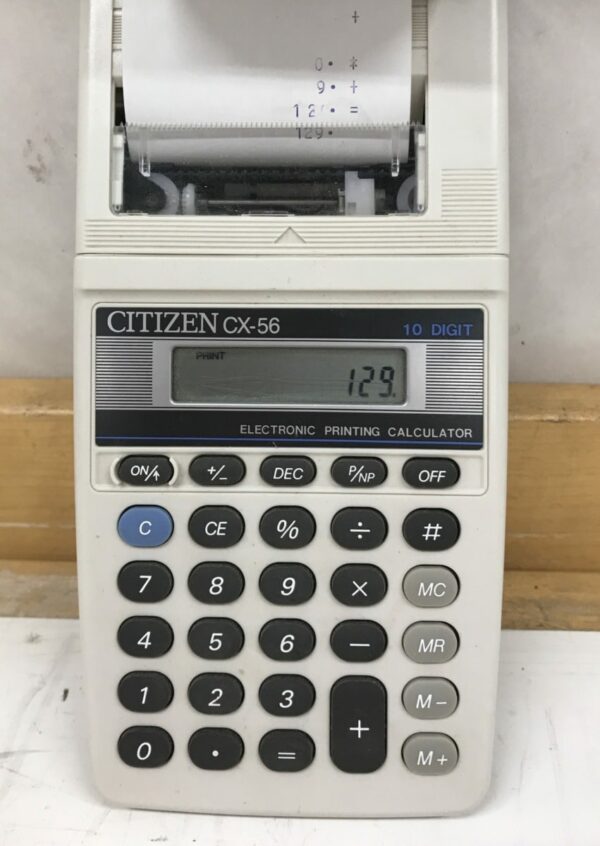 +
0. *
9. +
12 . =
129.
CITIZEN CX-56
10 DIGIT
PRINT
129.
ELECTRONIC PRINTING CALCULATOR
ON/↑ +/− DEC P/NP OFF
C CE % ÷ #
7 8 9 × MC
4 5 6 − MR
1 2 3 M−
0 . = + M+